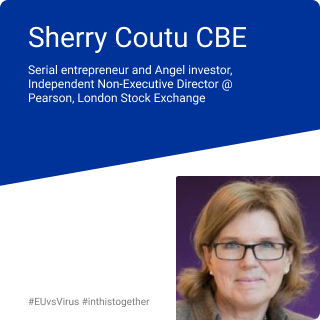 Sherry Coutu CBE
Serial entrepreneur and Angel investor,
Independent Non-Executive Director @
Pearson, London Stock Exchange
#EUvsVirus #inthistogether